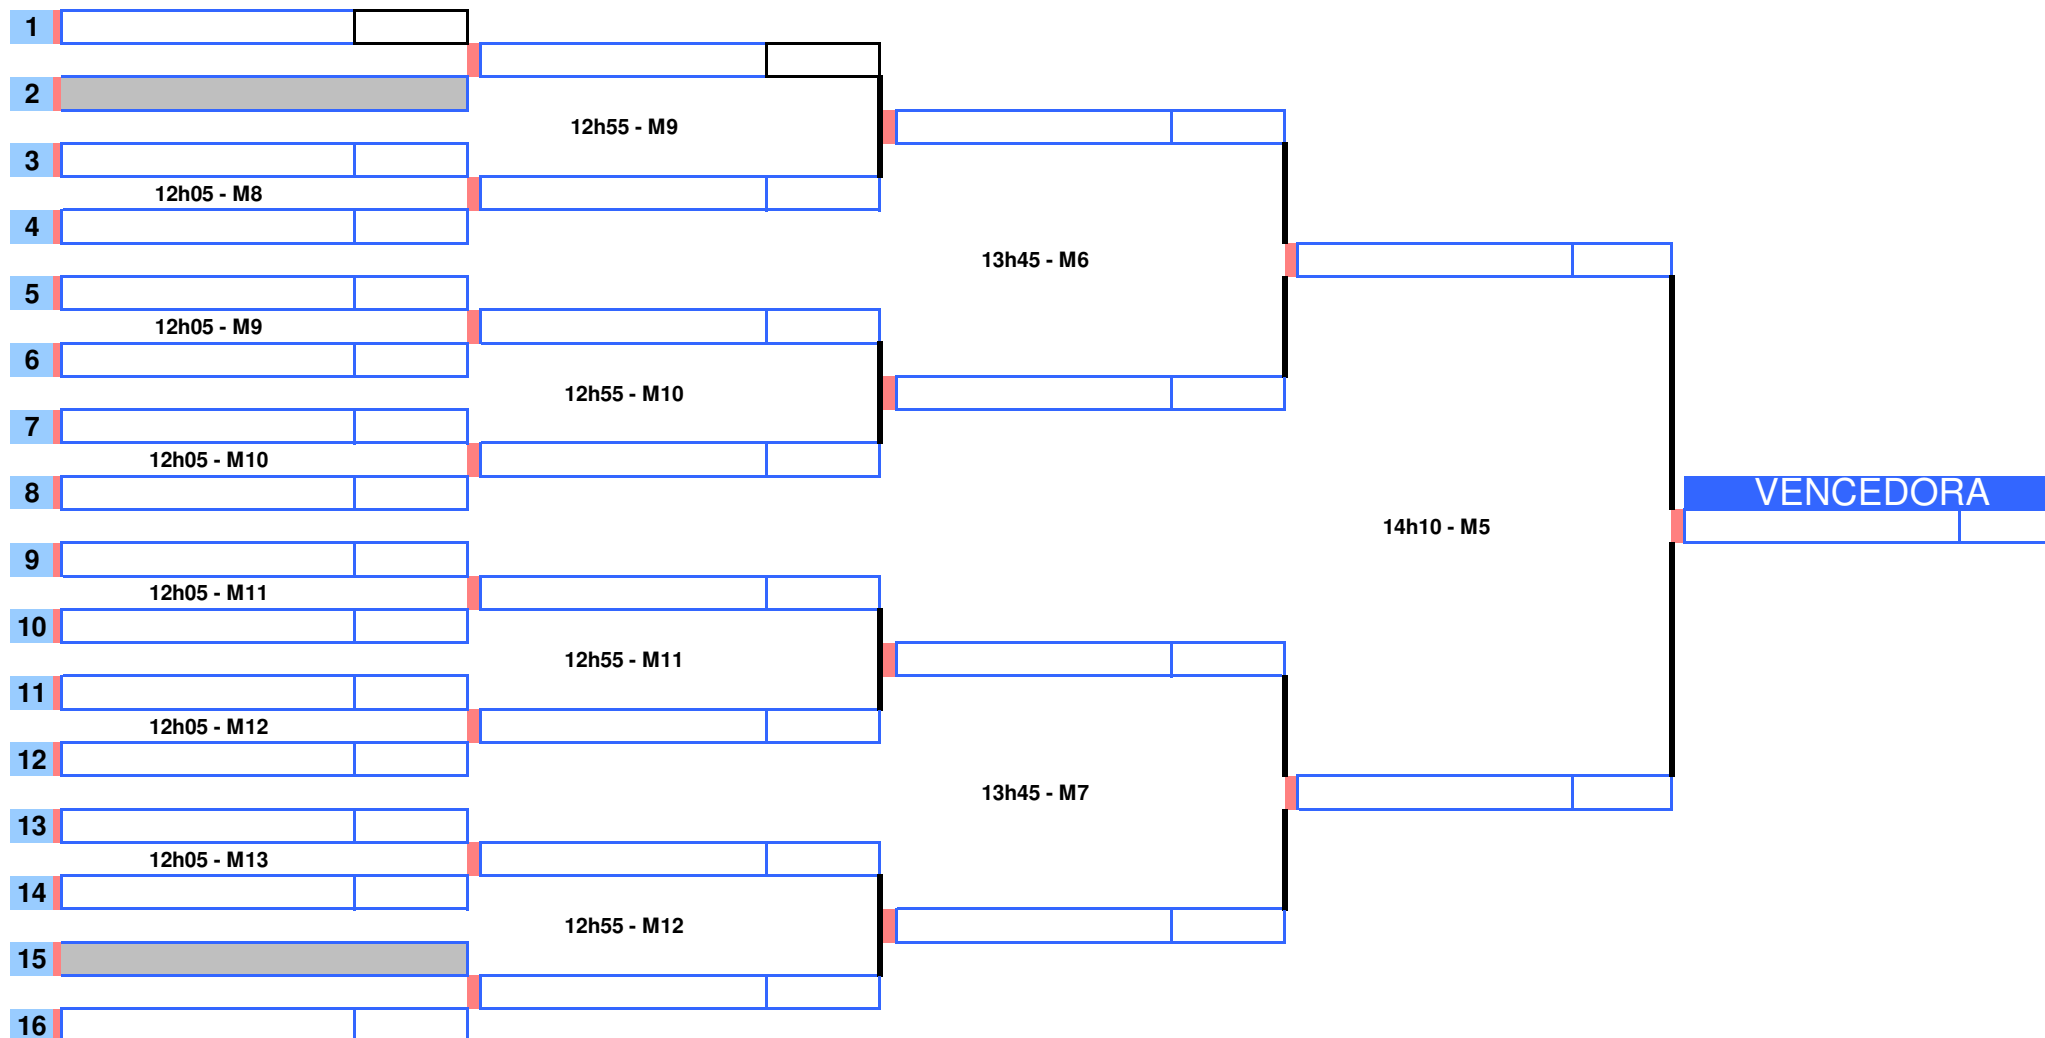 1
2
12h55 - M9
3
12h05 - M8
4
13h45 - M6
5
12h05 - M9
6
12h55 - M10
7
12h05 - M10
8
VENCEDORA
14h10 - M5
9
12h05 - M11
10
12h55 - M11
11
12h05 - M12
12
13h45 - M7
13
12h05 - M13
14
12h55 - M12
15
16